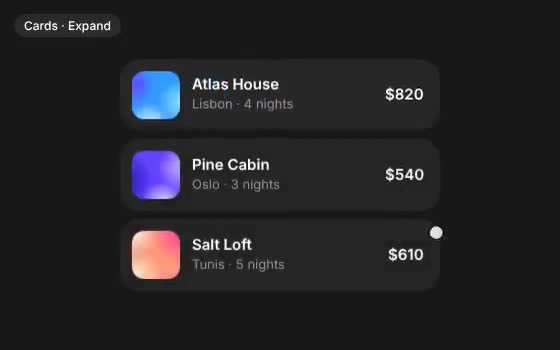 Cards · Expand
Atlas House
Lisbon · 4 nights
$820
Pine Cabin
Oslo · 3 nights
$540
Salt Loft
Tunis · 5 nights
$610